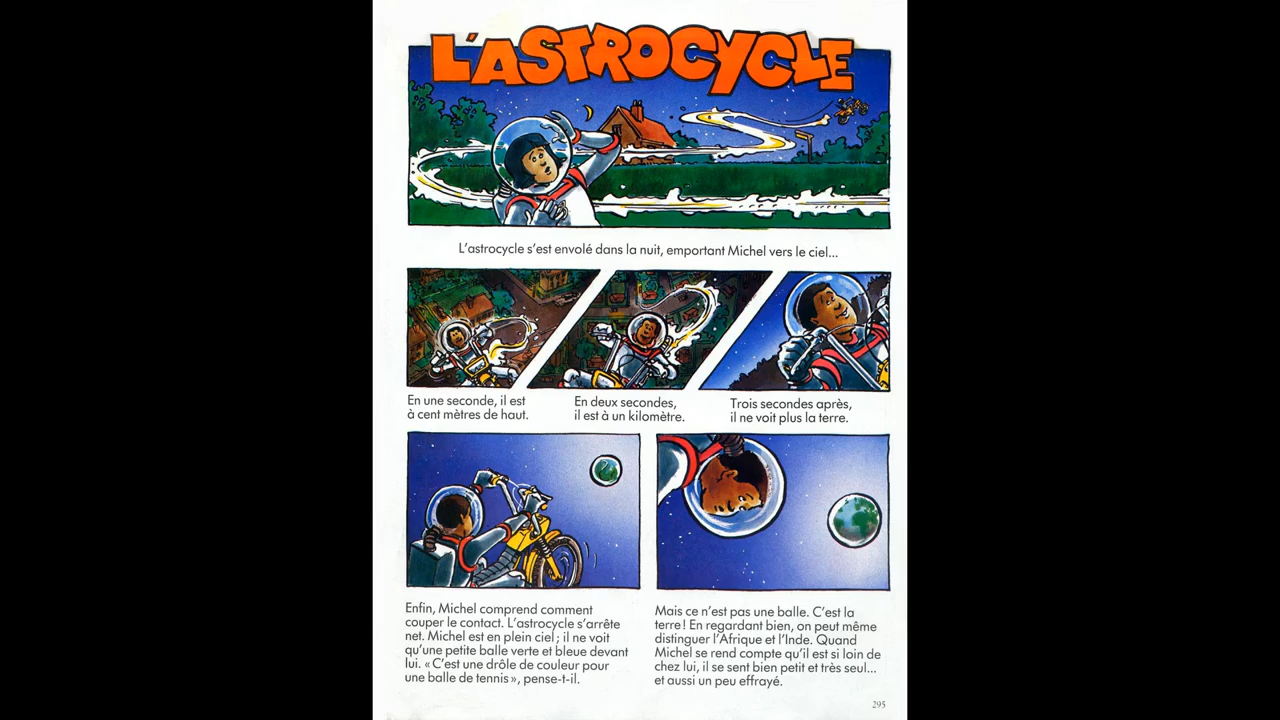 L'ASTROCYCLE
L'astrocycle s'est envolé dans la nuit, emportant Michel vers le ciel...
En une seconde, il est
à cent mètres de haut.
En deux secondes,
il est à un kilomètre.
Trois secondes après,
il ne voit plus la terre.
Enfin, Michel comprend comment
couper le contact. L'astrocycle s'arrête
net. Michel est en plein ciel ; il ne voit
qu'une petite balle verte et bleue devant
lui. « C'est une drôle de couleur pour
une balle de tennis », pense-t-il.
Mais ce n'est pas une balle. C'est la
terre ! En regardant bien, on peut même
distinguer l'Afrique et l'Inde. Quand
Michel se rend compte qu'il est si loin de
chez lui, il se sent bien petit et très seul...
et aussi un peu effrayé.
295